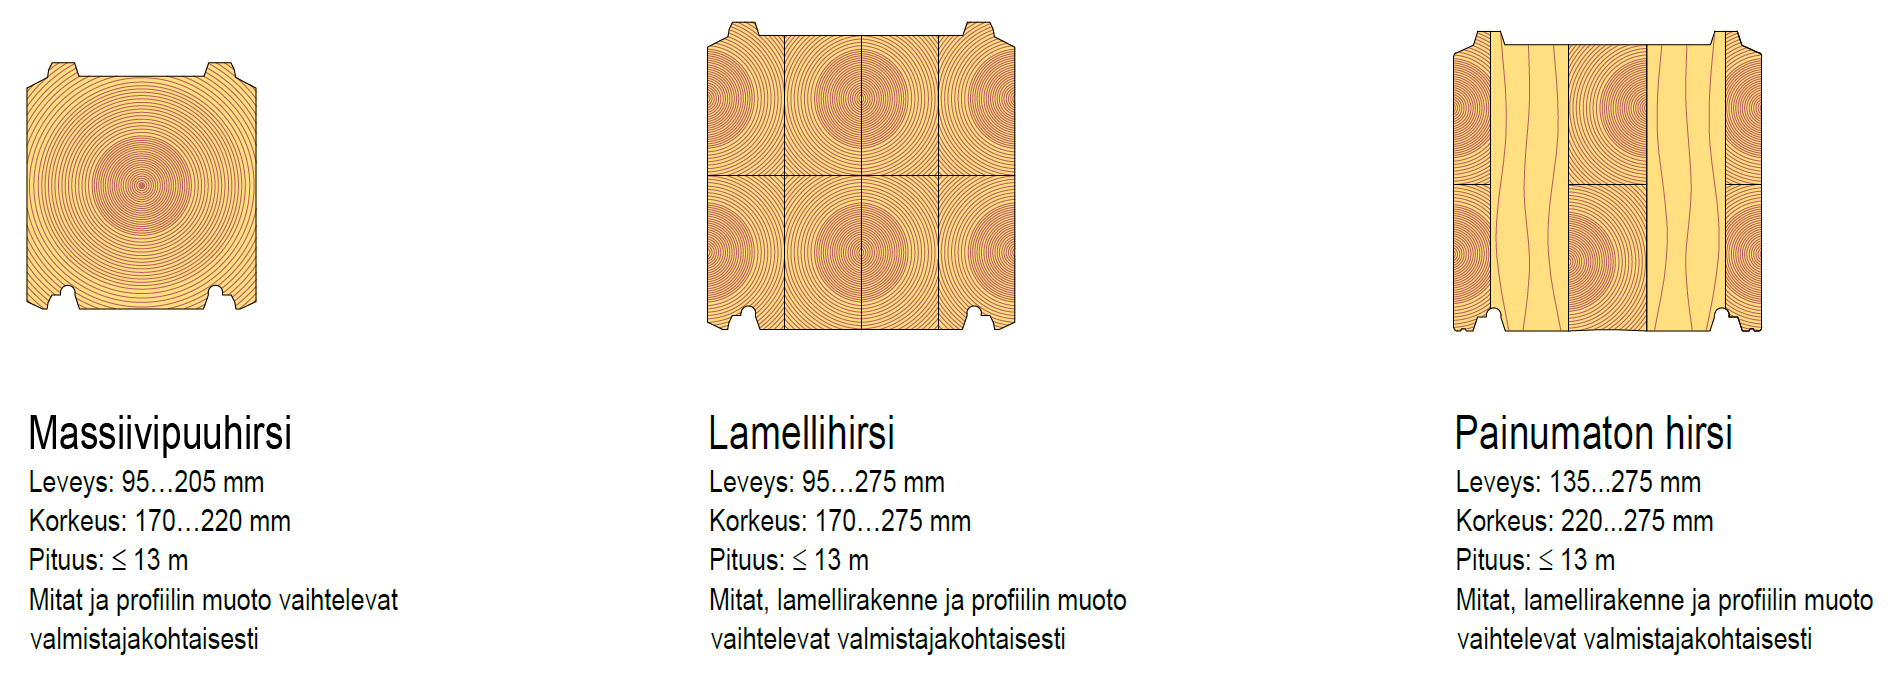 Massiivipuuhirsi
Leveys: 95…205 mm
Korkeus: 170…220 mm
Pituus: ≤ 13 m
Mitat ja profiilin muoto vaihtelevat
valmistajakohtaisesti
Lamellihirsi
Leveys: 95…275 mm
Korkeus: 170…275 mm
Pituus: ≤ 13 m
Mitat, lamellirakenne ja profiilin muoto
vaihtelevat valmistajakohtaisesti
Painumaton hirsi
Leveys: 135...275 mm
Korkeus: 220...275 mm
Pituus: ≤ 13 m
Mitat, lamellirakenne ja profiilin muoto
vaihtelevat valmistajakohtaisesti